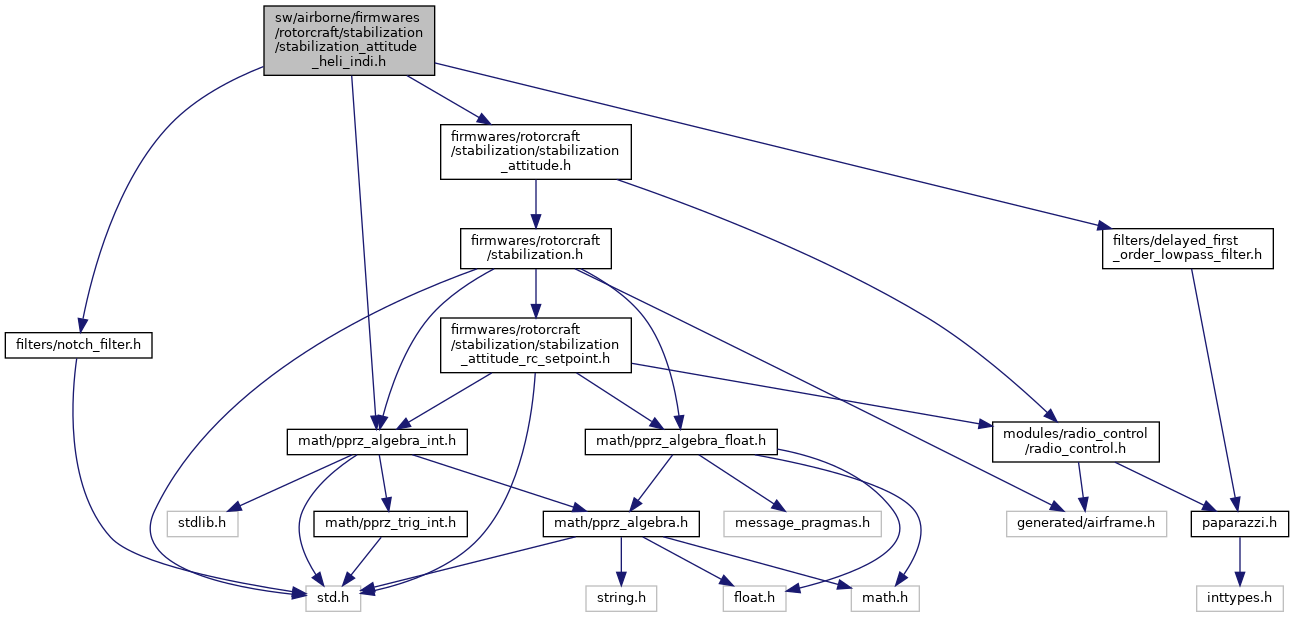 sw/airborne/firmwares
/rotorcraft/stabilization
/stabilization_attitude
_heli_indi.h
firmwares/rotorcraft
/stabilization/stabilization
_attitude.h
firmwares/rotorcraft
/stabilization.h
filters/delayed_first
_order_lowpass_filter.h
filters/notch_filter.h
firmwares/rotorcraft
/stabilization/stabilization
_attitude_rc_setpoint.h
math/pprz_algebra_int.h
math/pprz_algebra_float.h
modules/radio_control
/radio_control.h
stdlib.h
math/pprz_trig_int.h
math/pprz_algebra.h
message_pragmas.h
generated/airframe.h
paparazzi.h
std.h
string.h
float.h
math.h
inttypes.h